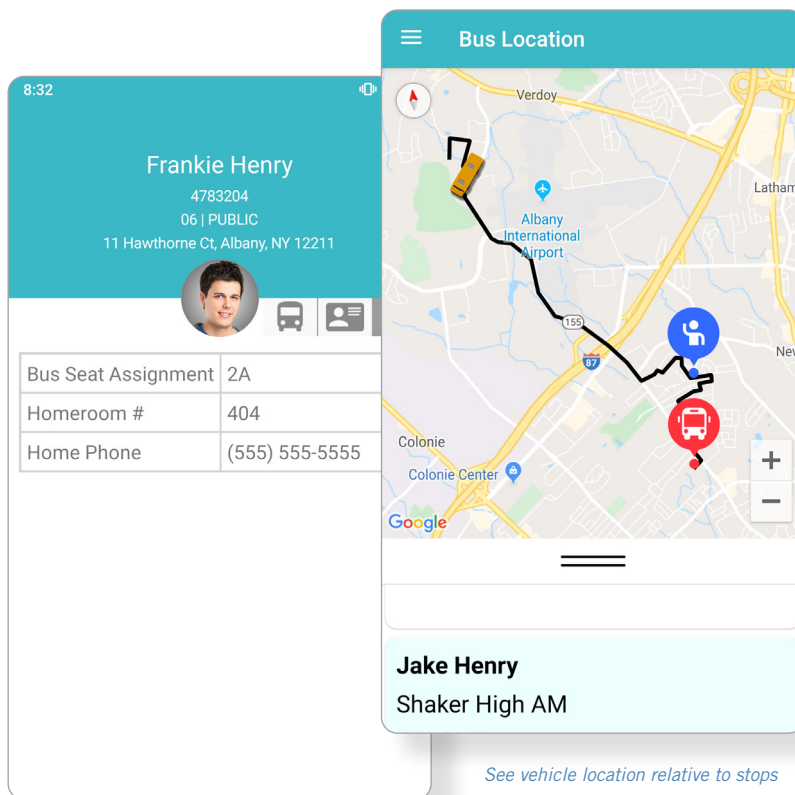 8:32
Frankie Henry
4783204
06 | PUBLIC
11 Hawthorne Ct, Albany, NY 12211
Bus Seat Assignment 2A
Homeroom # 404
Home Phone (555) 555-5555
Bus Location
Verdoy
Latham
Albany
International
Airport
155
87
Colonie
Colonie Center
Google
+
−
Jake Henry
Shaker High AM
See vehicle location relative to stops